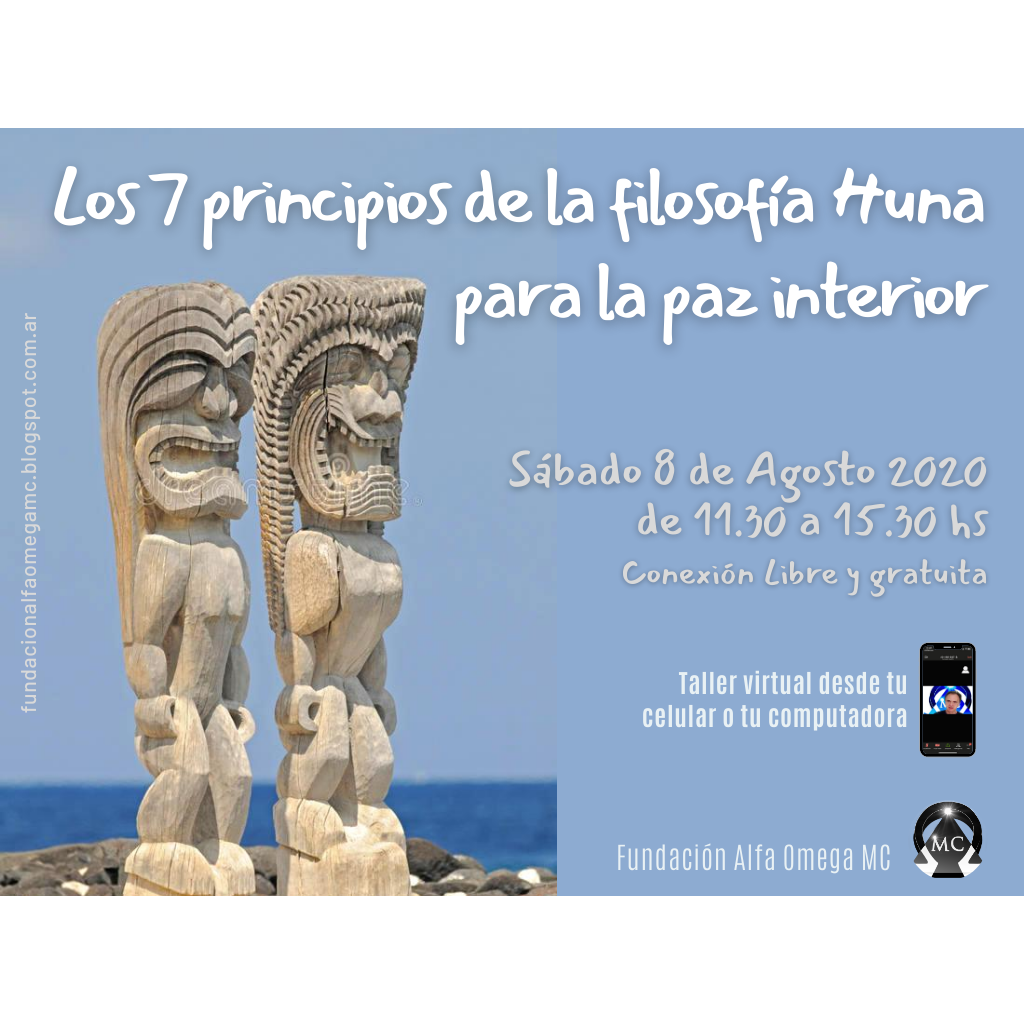 Los 7 principios de la filosofía Huna
para la paz interior
fundacionalfaomegamc.blogspot.com.ar
Sábado 8 de Agosto 2020
de 11.30 a 15.30 hs
Conexión Libre y gratuita
Taller virtual desde tu
celular o tu computadora
Fundación Alfa Omega MC
MC